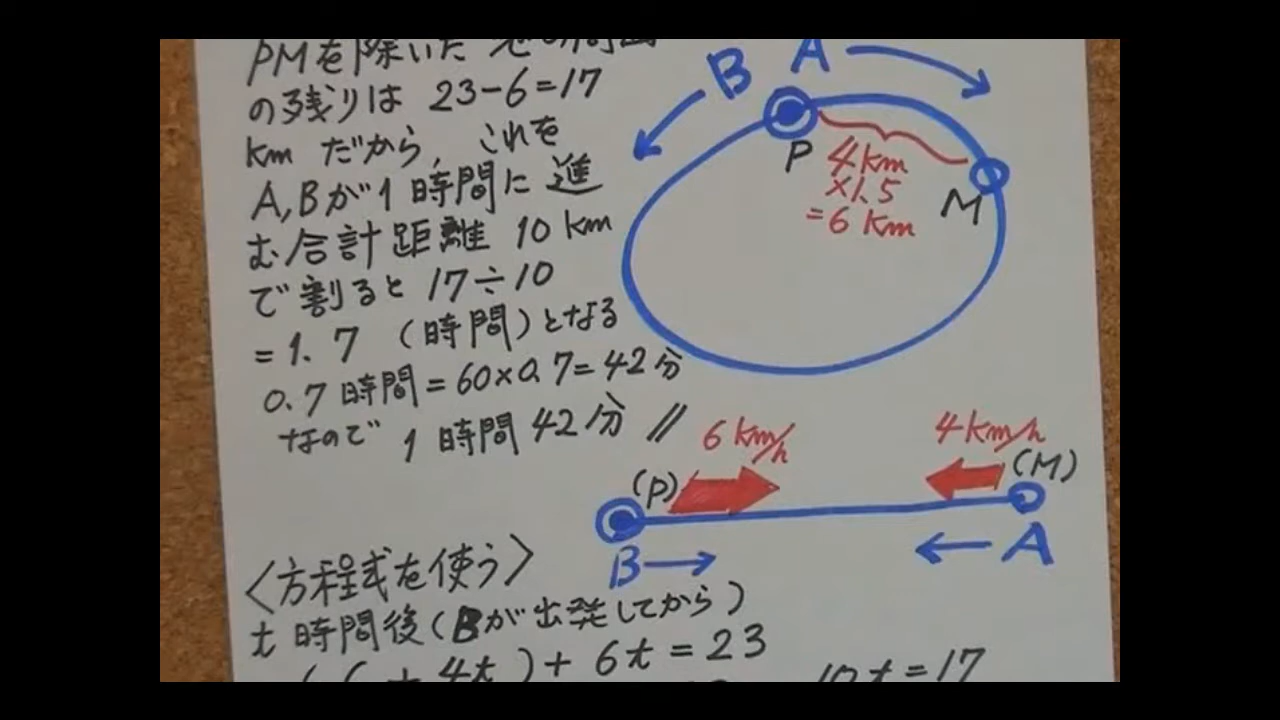 PMを除いた
の残りは 23-6=17
km だから, これを
A,Bが1時間に進
む合計距離 10 km
で割ると 17÷10
=1.7 (時間)となる
0.7時間=60×0.7=42分
なので 1時間42分 //
B A
P
4km
×1.5
=6 Km
M
6 km/h
4 km/h
(P)
(M)
B
A
〈方程式を使う〉
t 時間後(Bが出発してから)
(6 + 4t) + 6t = 23
10t=17